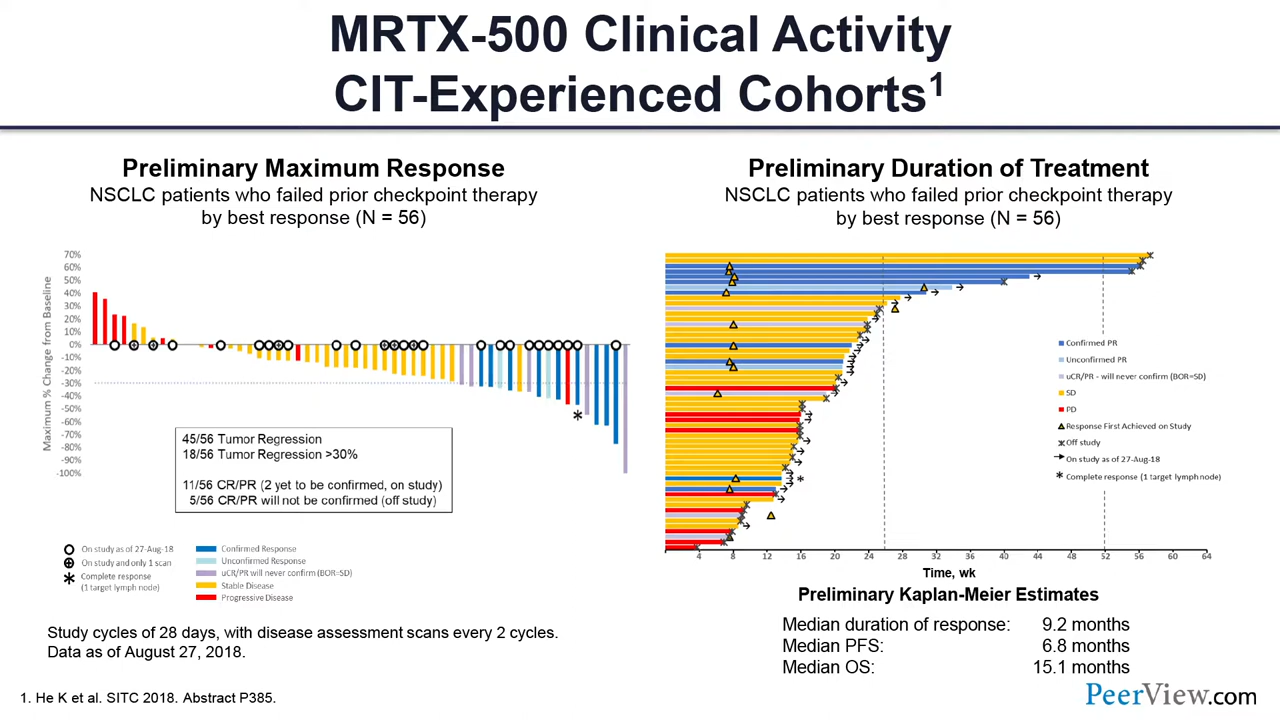 MRTX-500 Clinical Activity
CIT-Experienced Cohorts1
Preliminary Maximum Response
NSCLC patients who failed prior checkpoint therapy
by best response (N = 56)
Maximum % Change from Baseline
70%
60%
50%
40%
30%
20%
10%
0%
-10%
-20%
-30%
-40%
-50%
-60%
-70%
-80%
-90%
-100%
*
45/56 Tumor Regression
18/56 Tumor Regression >30%
11/56 CR/PR (2 yet to be confirmed, on study)
5/56 CR/PR will not be confirmed (off study)
On study as of 27-Aug-18
On study and only 1 scan
* Complete response
(1 target lymph node)
Confirmed Response
Unconfirmed Response
uCR/PR will never confirm (BOR=SD)
Stable Disease
Progressive Disease
Study cycles of 28 days, with disease assessment scans every 2 cycles.
Data as of August 27, 2018.
Preliminary Duration of Treatment
NSCLC patients who failed prior checkpoint therapy
by best response (N = 56)
*
Confirmed PR
Unconfirmed PR
uCR/PR - will never confirm (BOR=SD)
SD
PD
Response First Achieved on Study
Off study
On study as of 27-Aug-18
* Complete response (1 target lymph node)
4 8 12 16 20 24 28 32 36 40 44 48 52 56 60 64
Time, wk
Preliminary Kaplan-Meier Estimates
Median duration of response: 9.2 months
Median PFS: 6.8 months
Median OS: 15.1 months
1. He K et al. SITC 2018. Abstract P385.
PeerView.com